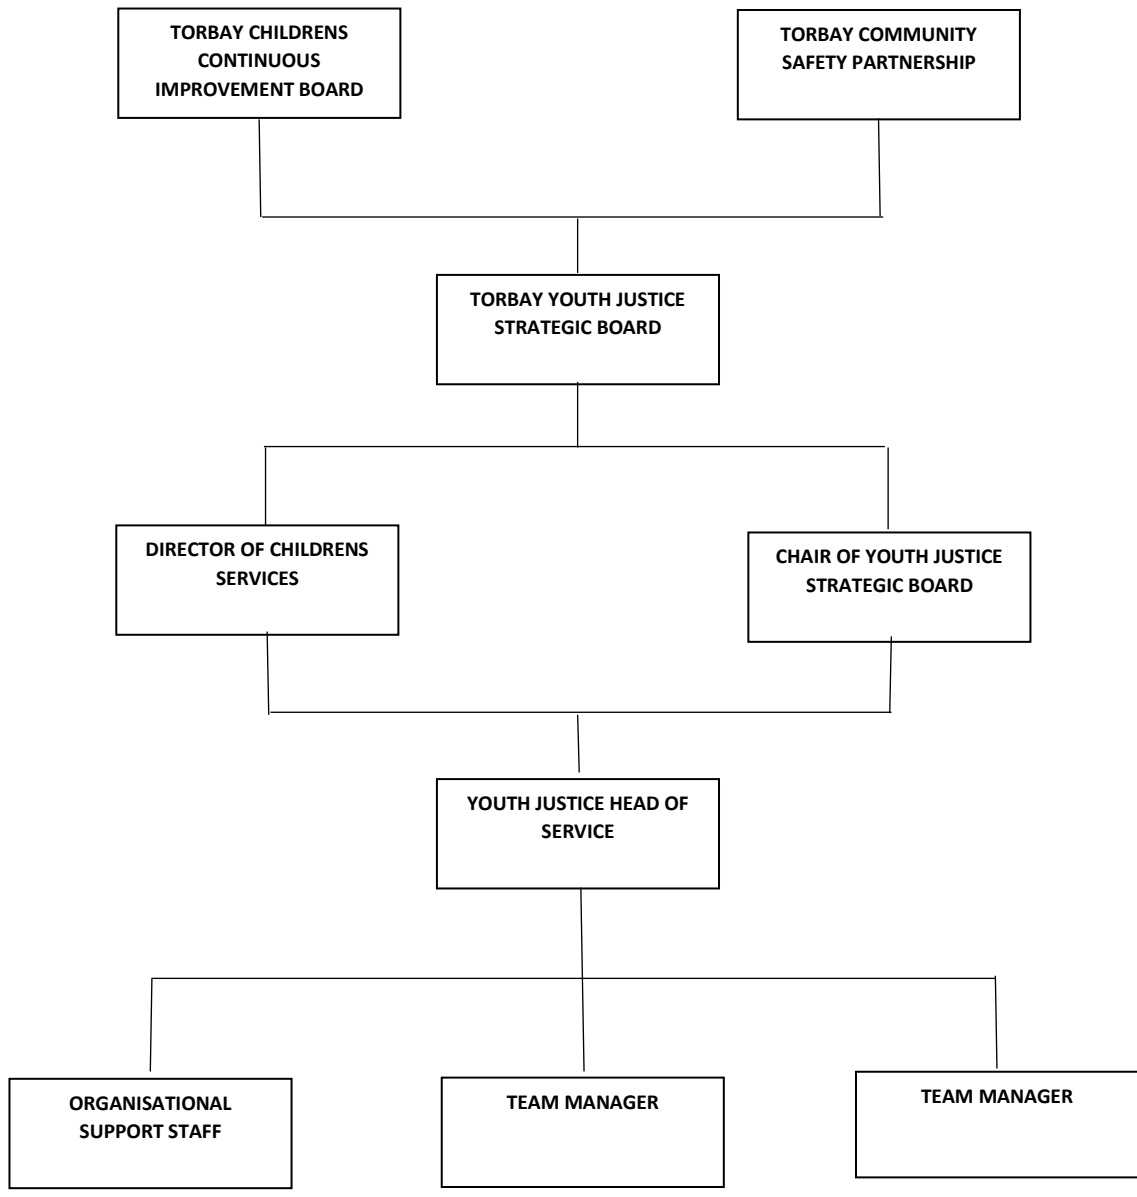 TORBAY CHILDRENS
CONTINUOUS
IMPROVEMENT BOARD
TORBAY COMMUNITY
SAFETY PARTNERSHIP
TORBAY YOUTH JUSTICE
STRATEGIC BOARD
DIRECTOR OF CHILDRENS
SERVICES
CHAIR OF YOUTH JUSTICE
STRATEGIC BOARD
YOUTH JUSTICE HEAD OF
SERVICE
ORGANISATIONAL
SUPPORT STAFF
TEAM MANAGER
TEAM MANAGER